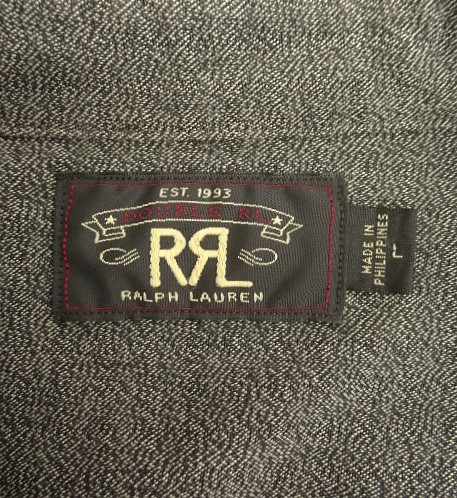 EST. 1993
DOUBLE RL
RRL
RALPH LAUREN
MADE IN
PHILIPPINES
L